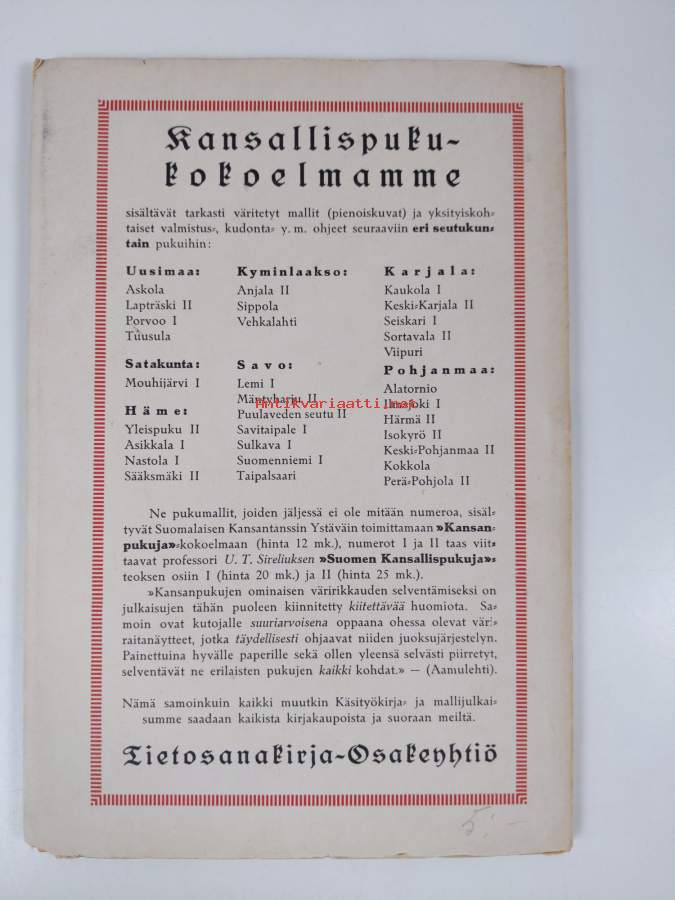 Kansallispuku-
kokoelmamme
sisältävät tarkasti väritetyt mallit (pienoiskuvat) ja yksityiskoh-
taiset valmistus-, kudonta- y. m. ohjeet seuraaviin eri seutukun-
tain pukuihin:
Uusimaa:
Askola
Lapträski II
Porvoo I
Tuusula
Satakunta:
Mouhijärvi I
Häme:
Yleispuku II
Asikkala I
Nastola I
Sääksmäki II
Kyminlaakso:
Anjala II
Sippola
Vehkalahti
Savo:
Lemi I
Mäntyharju II
Puulaveden seutu II
Savitaipale I
Sulkava I
Suomenniemi I
Taipalsaari
Karjala:
Kaukola I
Keski-Karjala II
Seiskari I
Sortavala II
Viipuri
Pohjanmaa:
Alatornio
Ilmajoki I
Härmä II
Isokyrö II
Keski-Pohjanmaa II
Kokkola
Perä-Pohjola II
Antikvariaatti.net
Ne pukumallit, joiden jäljessä ei ole mitään numeroa, sisäl-
tyvät Suomalaisen Kansantanssin Ystäväin toimittamaan »Kansan-
pukuja»-kokoelmaan (hinta 12 mk.), numerot I ja II taas viit-
taavat professori U. T. Sireliuksen »Suomen Kansallispukuja»-
teoksen osiin I (hinta 20 mk.) ja II (hinta 25 mk.).
»Kansanpukujen ominaisen väririkkauden selventämiseksi on
julkaisujen tähän puoleen kiinnitetty kiitettävää huomiota. Sa-
moin ovat kutojalle suuriarvoisena oppaana ohessa olevat väri-
raitanäytteet, jotka täydellisesti ohjaavat niiden juoksujärjestelyn.
Painettuina hyvälle paperille sekä ollen yleensä selvästi piirretyt,
selventävät ne erilaisten pukujen kaikki kohdat.» — (Aamulehti).
Nämä samoinkuin kaikki muutkin Käsityökirja- ja mallijulkai-
summe saadaan kaikista kirjakaupoista ja suoraan meiltä.
Tietosanakirja-Osakeyhtiö
5:-